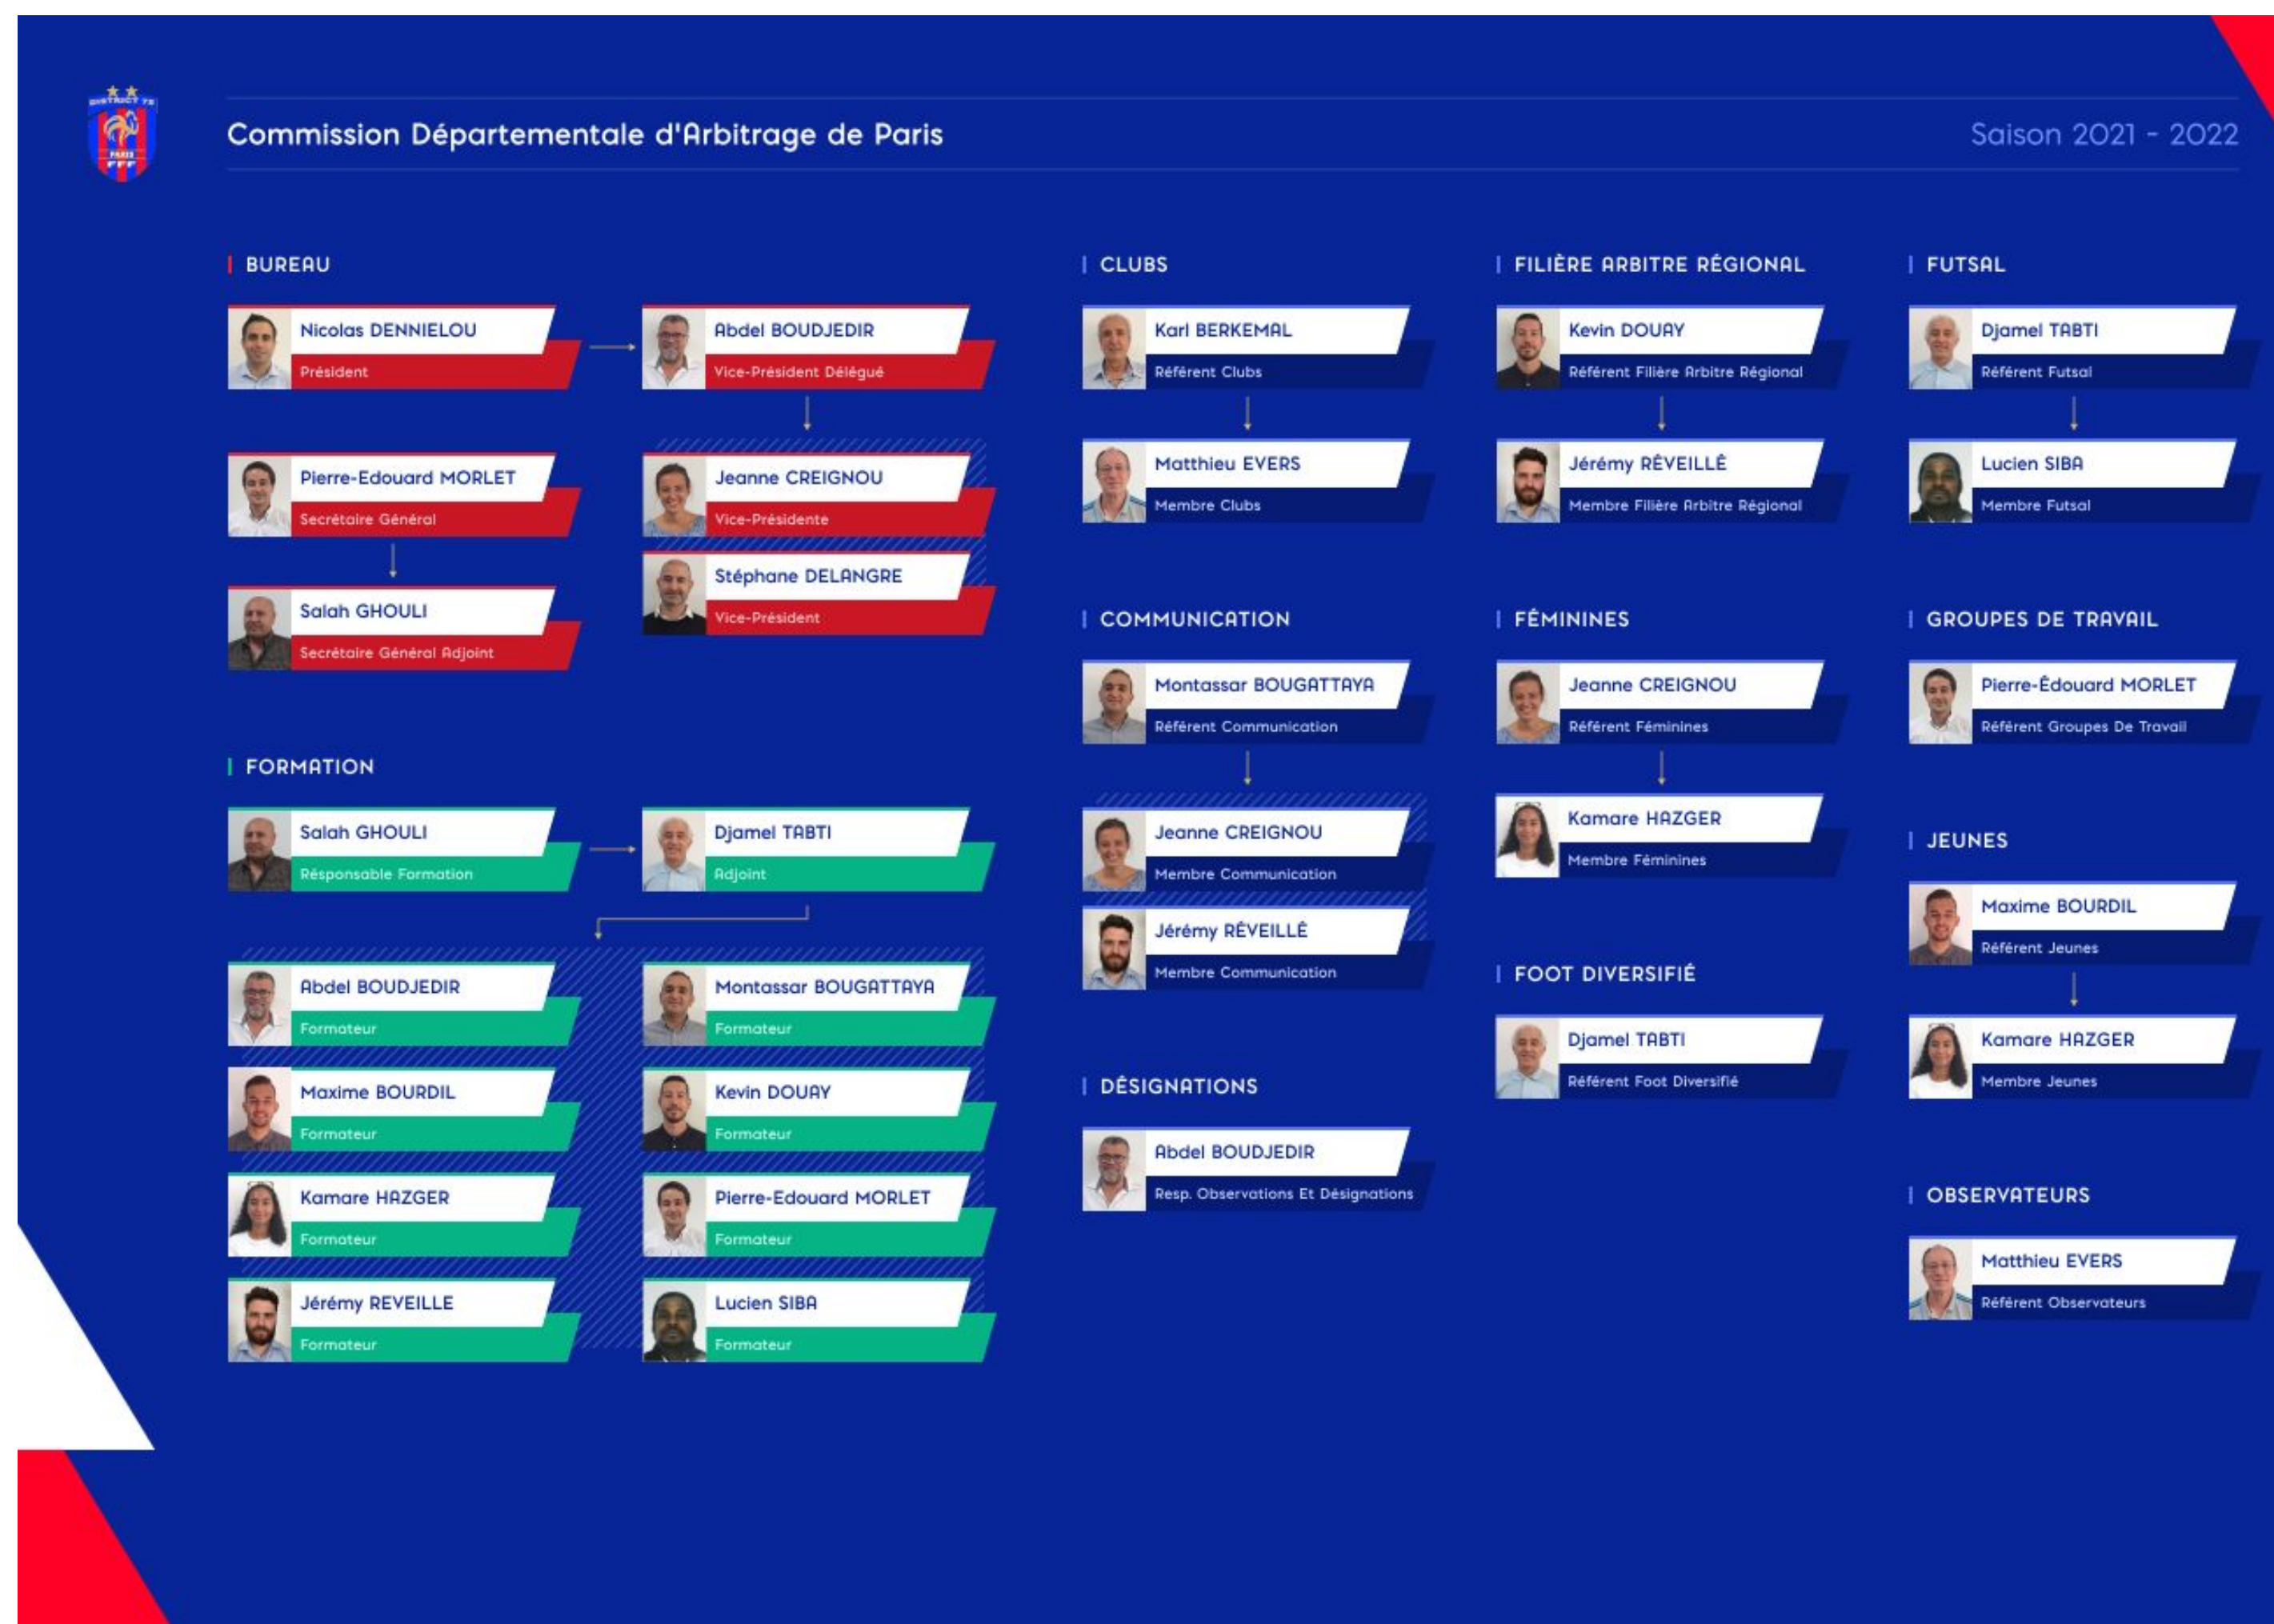 DISTRICT 75
PARIS
FFF
Commission Départementale d'Arbitrage de Paris
Saison 2021 - 2022
BUREAU
Nicolas DENNIELOU
Président
Abdel BOUDJEDIR
Vice-Président Délégué
Pierre-Edouard MORLET
Secrétaire Général
Jeanne CREIGNOU
Vice-Présidente
Salah GHOULI
Secrétaire Général Adjoint
Stéphane DELANGRE
Vice-Président
FORMATION
Salah GHOULI
Résponsable Formation
Djamel TABTI
Adjoint
Abdel BOUDJEDIR
Formateur
Montassar BOUGATTAYA
Formateur
Maxime BOURDIL
Formateur
Kevin DOUAY
Formateur
Kamare HAZGER
Formateur
Pierre-Edouard MORLET
Formateur
Jérémy REVEILLE
Formateur
Lucien SIBA
Formateur
CLUBS
Karl BERKEMAL
Référent Clubs
Matthieu EVERS
Membre Clubs
COMMUNICATION
Montassar BOUGATTAYA
Référent Communication
Jeanne CREIGNOU
Membre Communication
Jérémy RÉVEILLÉ
Membre Communication
DÉSIGNATIONS
Abdel BOUDJEDIR
Resp. Observations Et Désignations
FILIÈRE ARBITRE RÉGIONAL
Kevin DOUAY
Référent Filière Arbitre Régional
Jérémy RÉVEILLÉ
Membre Filière Arbitre Régional
FÉMININES
Jeanne CREIGNOU
Référent Féminines
Kamare HAZGER
Membre Féminines
FOOT DIVERSIFIÉ
Djamel TABTI
Référent Foot Diversifié
FUTSAL
Djamel TABTI
Référent Futsal
Lucien SIBA
Membre Futsal
GROUPES DE TRAVAIL
Pierre-Édouard MORLET
Référent Groupes De Travail
JEUNES
Maxime BOURDIL
Référent Jeunes
Kamare HAZGER
Membre Jeunes
OBSERVATEURS
Matthieu EVERS
Référent Observateurs